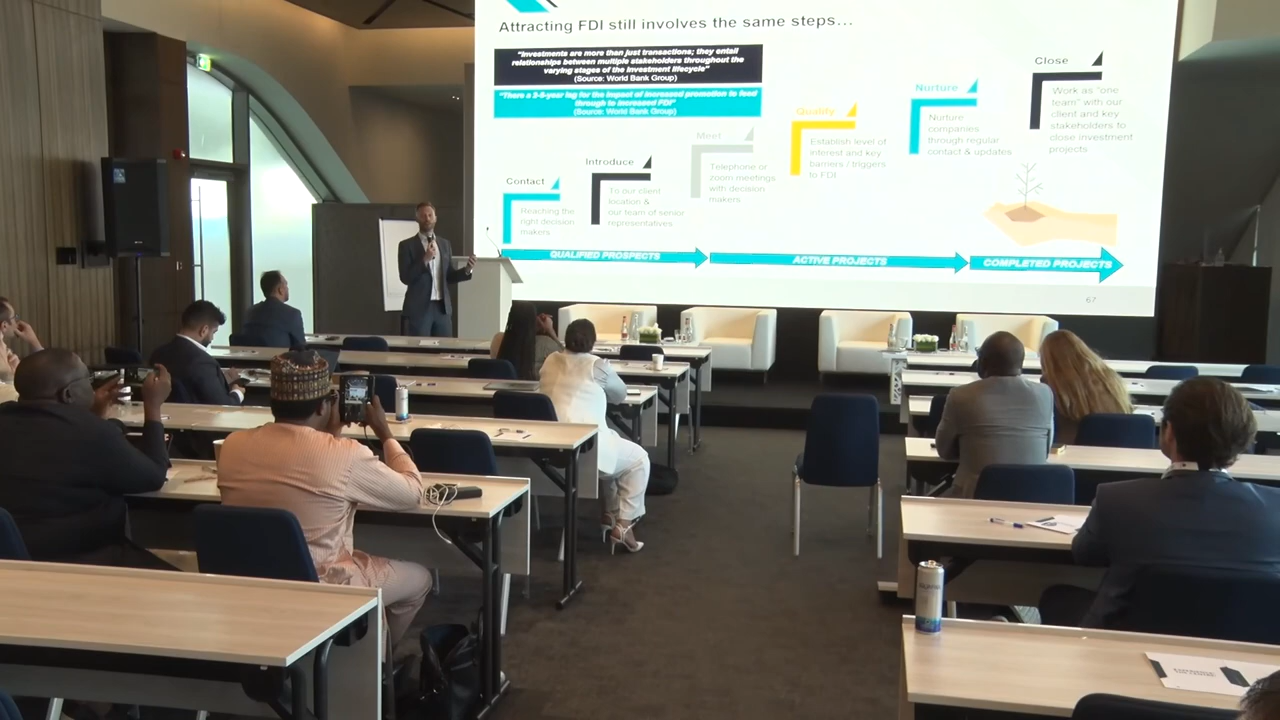 Attracting FDI still involves the same steps...
"Investments are more than just transactions; they entail
relationships between multiple stakeholders throughout the
varying stages of the investment lifecycle"
(Source: World Bank Group)
"There a 2-3-year lag for the impact of increased promotion to feed
through to increased FDI"
(Source: World Bank Group)
Contact
Reaching the
right decision
makers
Introduce
To our client
location &
our team of senior
representatives
Meet
Telephone or
zoom meetings
with decision
makers
Quality
Establish level of
interest and key
barriers / triggers
to FDI
Nurture
Nurture
companies
through regular
contact & updates
Close
Work as "one
team" with our
client and key
stakeholders to
close investment
projects
QUALIFIED PROSPECTS
ACTIVE PROJECTS
COMPLETED PROJECTS
67